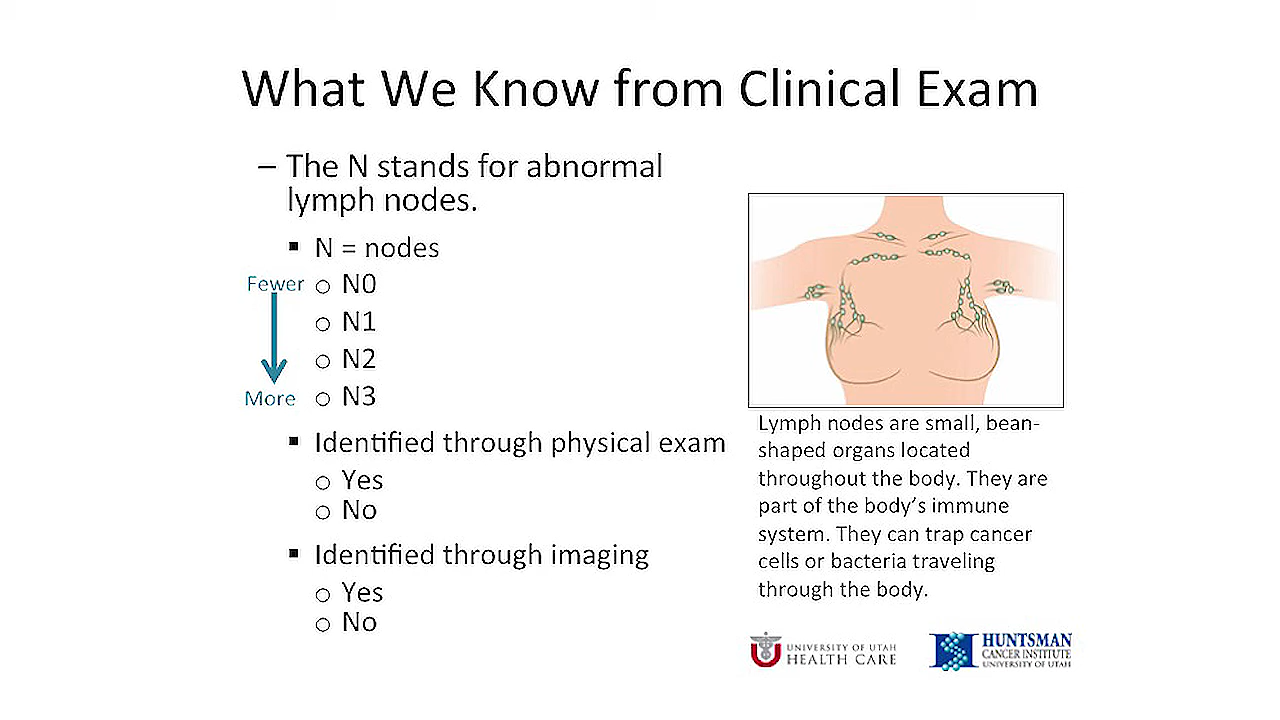 What We Know from Clinical Exam
– The N stands for abnormal
lymph nodes.
▪ N = nodes
Fewer ○ N0
○ N1
○ N2
More ○ N3
▪ Identified through physical exam
○ Yes
○ No
▪ Identified through imaging
○ Yes
○ No
Lymph nodes are small, bean-
shaped organs located
throughout the body. They are
part of the body’s immune
system. They can trap cancer
cells or bacteria traveling
through the body.
UNIVERSITY OF UTAH
HEALTH CARE
HUNTSMAN
CANCER INSTITUTE
UNIVERSITY OF UTAH